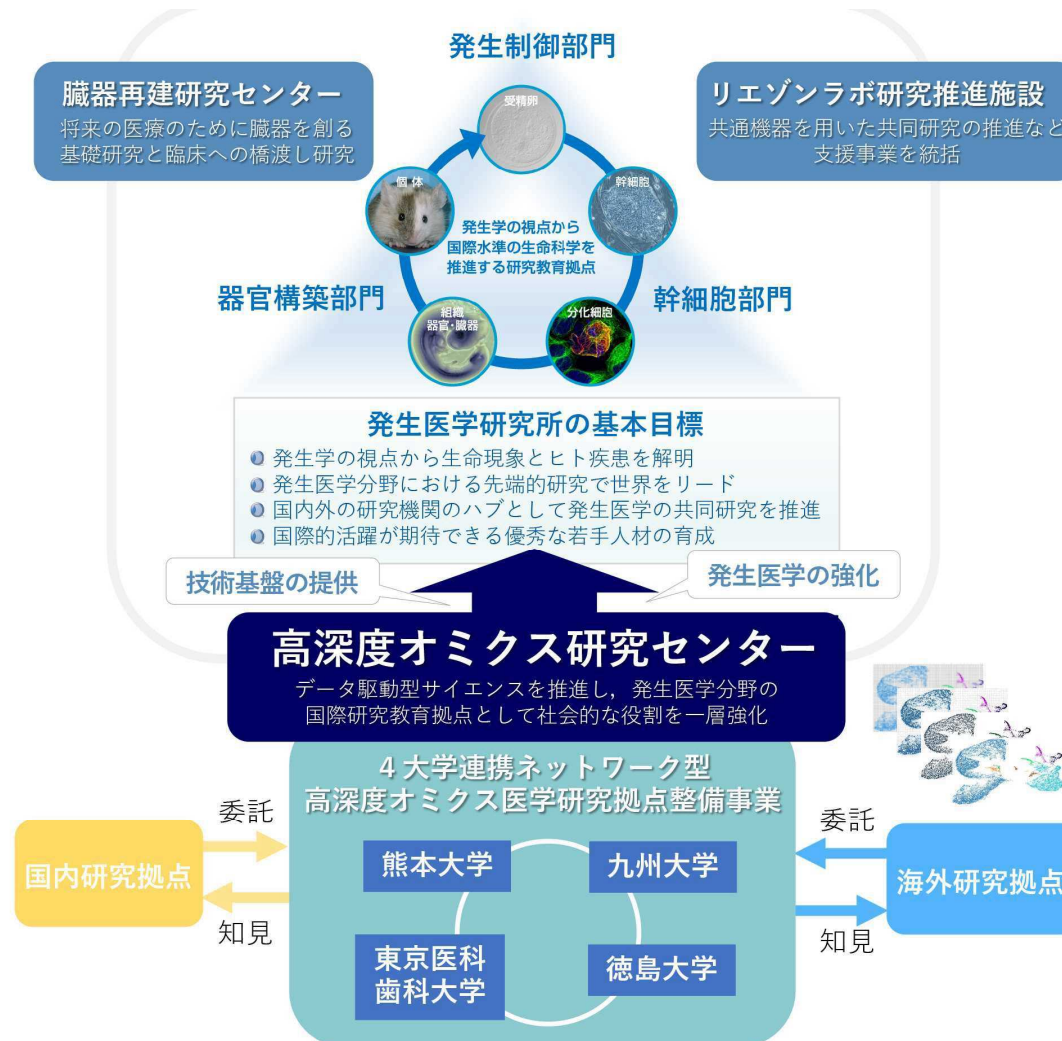 発生制御部門
臓器再建研究センター
将来の医療のために臓器を創る
基礎研究と臨床への橋渡し研究
リエゾンラボ研究推進施設
共通機器を用いた共同研究の推進など
支援事業を統括
受精卵
個体
幹細胞
発生学の視点から
国際水準の生命科学を
推進する研究教育拠点
器官構築部門
幹細胞部門
組織
器官・臓器
分化細胞
発生医学研究所の基本目標
発生学の視点から生命現象とヒト疾患を解明
発生医学分野における先端的研究で世界をリード
国内外の研究機関のハブとして発生医学の共同研究を推進
国際的活躍が期待できる優秀な若手人材の育成
技術基盤の提供
発生医学の強化
高深度オミクス研究センター
データ駆動型サイエンスを推進し，発生医学分野の
国際研究教育拠点として社会的な役割を一層強化
4大学連携ネットワーク型
高深度オミクス医学研究拠点整備事業
委託
国内研究拠点
知見
熊本大学
九州大学
東京医科
歯科大学
徳島大学
委託
海外研究拠点
知見